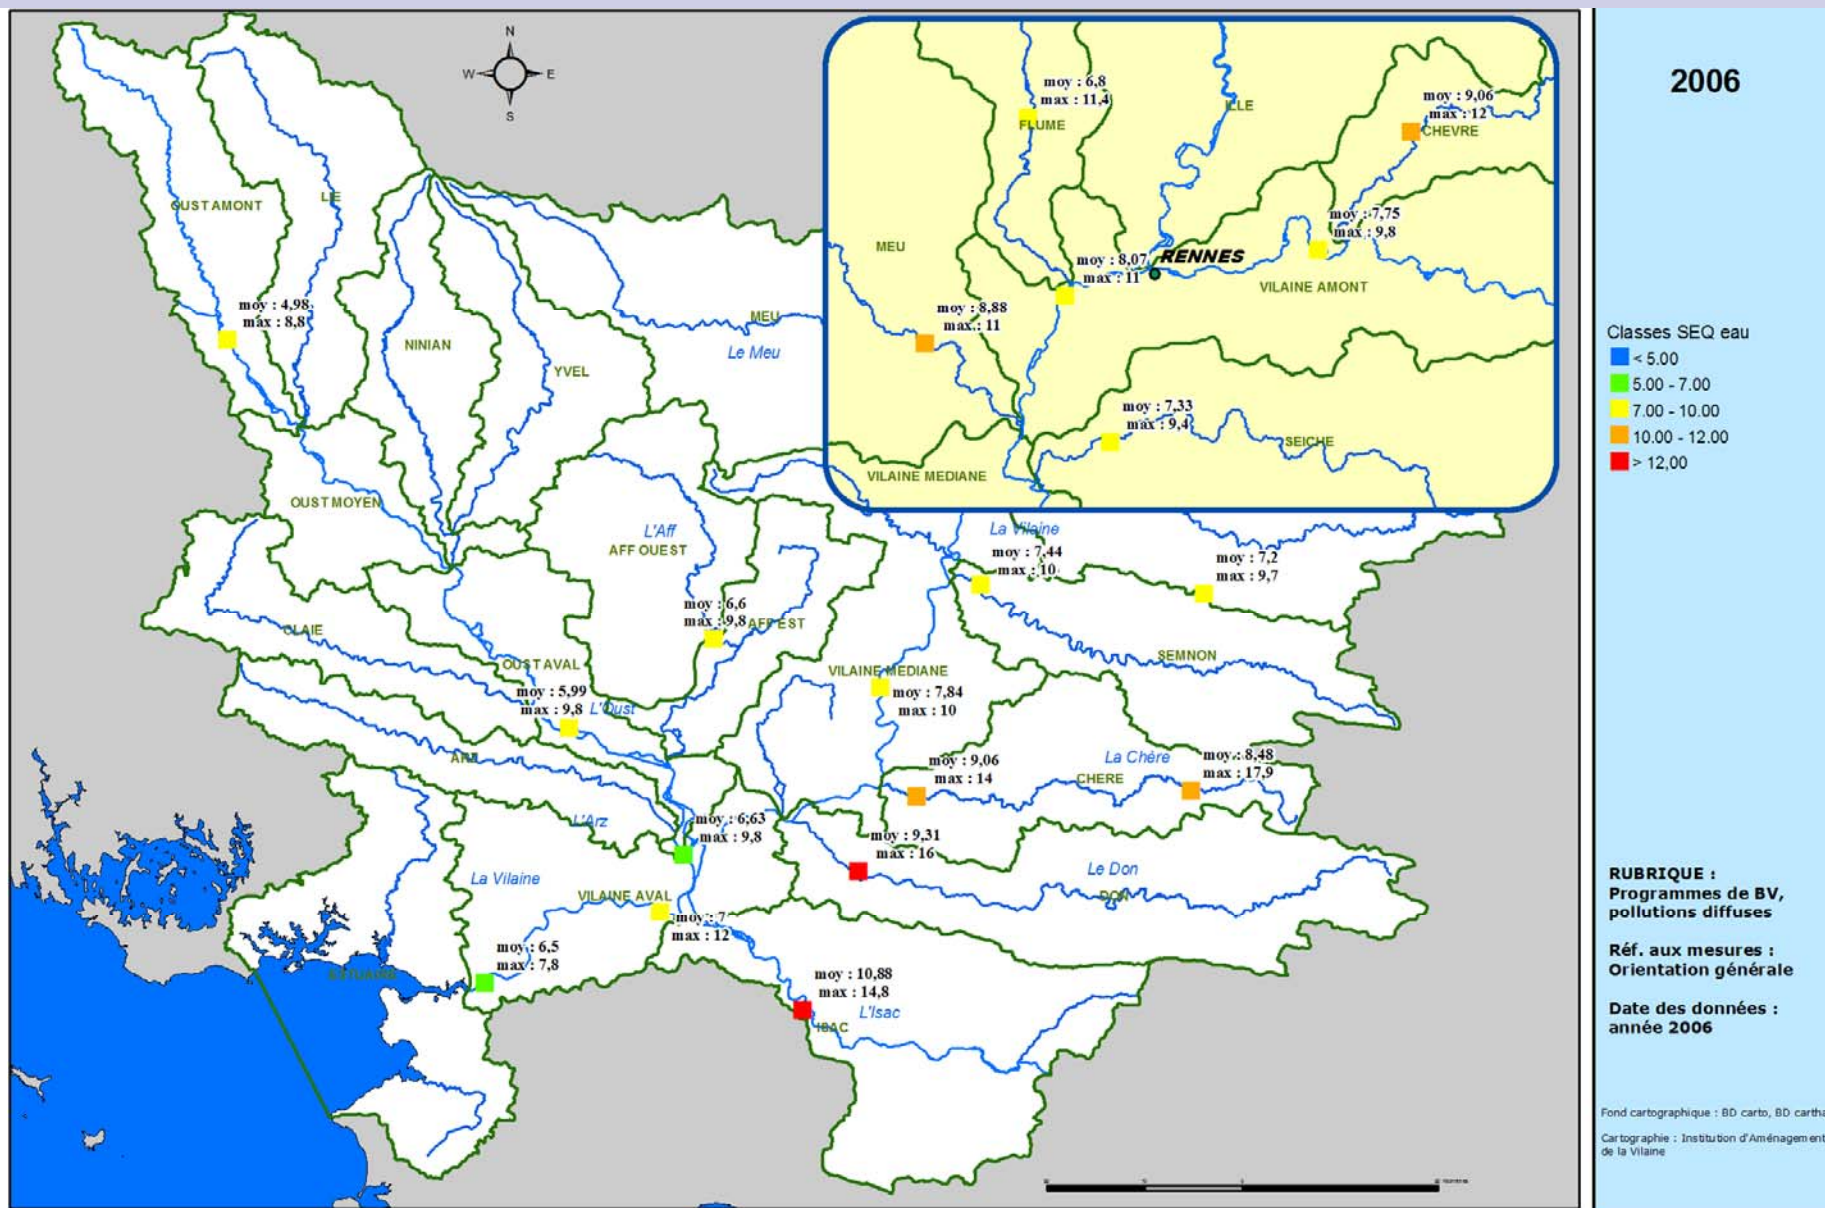 N
W E
S
2006
moy : 6,8
max : 11,4
FLUME
ILLE
moy : 9,06
max : 12
CHEVRE
OUST AMONT
LIE
MEU
moy : 7,75
max : 9,8
moy : 8,07
max : 11
RENNES
VILAINE AMONT
moy : 8,88
max : 11
moy : 4,98
max : 8,8
NINIAN
YVEL
MEU
Le Meu
moy : 7,33
max : 9,4
SEICHE
VILAINE MEDIANE
Classes SEQ eau
< 5.00
5.00 - 7.00
7.00 - 10.00
10.00 - 12.00
> 12,00
OUST MOYEN
L'Aff
AFF OUEST
La Vilaine
moy : 7,44
max : 10
moy : 7,2
max : 9,7
moy : 6,6
max : 9,8
AFF EST
CLAIE
OUST AVAL
SEMNON
VILAINE MEDIANE
moy : 5,99
max : 9,8
L'Oust
moy : 7,84
max : 10
ARZ
moy : 9,06
max : 14
La Chère
CHERE
moy : 8,48
max : 17,9
L'Arz
moy : 6,63
max : 9,8
moy : 9,31
max : 16
Le Don
DON
La Vilaine
VILAINE AVAL
moy : 7
max : 12
moy : 6,5
max : 7,8
ESTUAIRE
moy : 10,88
max : 14,8
L'Isac
ISAC
RUBRIQUE :
Programmes de BV,
pollutions diffuses
Réf. aux mesures :
Orientation générale
Date des données :
année 2006
Fond cartographique : BD carto, BD cartha
Cartographie : Institution d'Aménagement
de la Vilaine